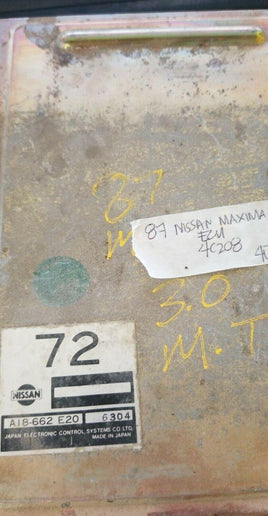 87
M
87 NISSAN MAXIMA
ECU
4C208
3.0
M.T
72
NISSAN
A18-662 E20 6304
JAPAN ELECTRONIC CONTROL SYSTEMS CO.,LTD.
MADE IN JAPAN